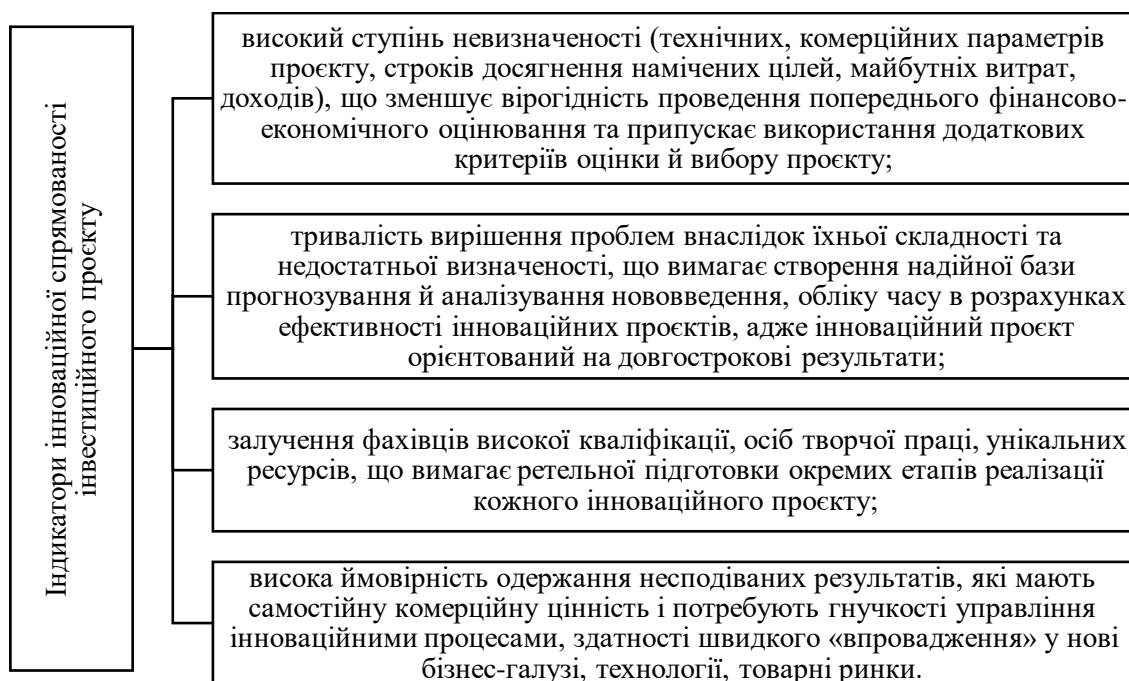 Індикатори інноваційної спрямованості
інвестиційного проєкту
високий ступінь невизначеності (технічних, комерційних параметрів
проєкту, строків досягнення намічених цілей, майбутніх витрат,
доходів), що зменшує вірогідність проведення попереднього фінансово-
економічного оцінювання та припускає використання додаткових
критеріїв оцінки й вибору проєкту;
тривалість вирішення проблем внаслідок їхньої складності та
недостатньої визначеності, що вимагає створення надійної бази
прогнозування й аналізування нововведення, обліку часу в розрахунках
ефективності інноваційних проєктів, адже інноваційний проєкт
орієнтований на довгострокові результати;
залучення фахівців високої кваліфікації, осіб творчої праці, унікальних
ресурсів, що вимагає ретельної підготовки окремих етапів реалізації
кожного інноваційного проєкту;
висока ймовірність одержання несподіваних результатів, які мають
самостійну комерційну цінність і потребують гнучкості управління
інноваційними процесами, здатності швидкого «впровадження» у нові
бізнес-галузі, технології, товарні ринки.